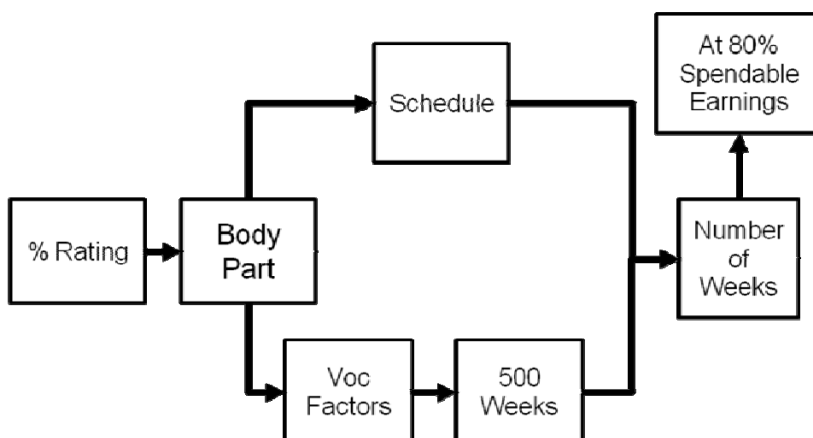 % Rating
Body
Part
Schedule
Voc
Factors
500
Weeks
Number
of
Weeks
At 80%
Spendable
Earnings